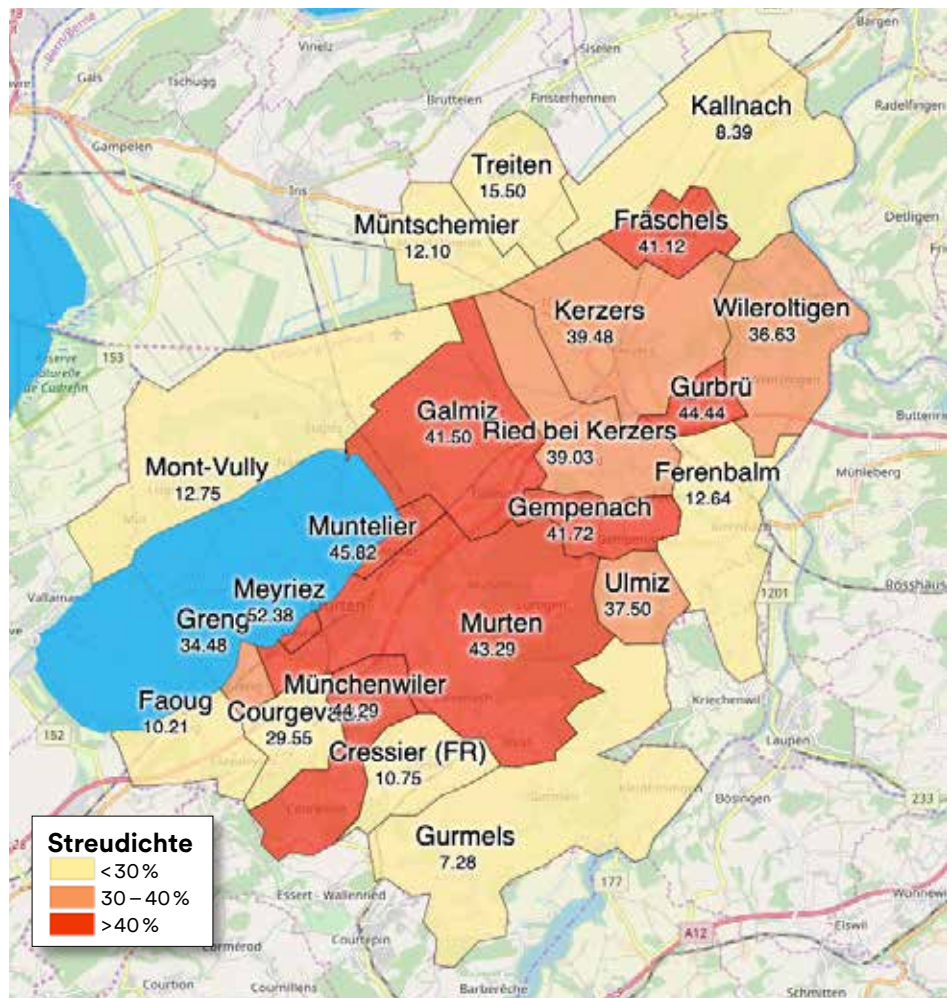 Bargen
Vinelz
Siselen
Gals
Tschugg
Brüttelen
Finsterhennen
Kallnach
8.39
Radelfingen
Gampelen
Treiten
15.50
Ins
Müntschemier
12.10
Fräschels
41.12
Detligen
Kerzers
39.48
Wileroltigen
36.63
153
Gurbrü
44.44
Galmiz
41.50
Ried bei Kerzers
39.03
Mont-Vully
12.75
Ferenbalm
12.64
Mühleberg
Gempenach
41.72
Muntelier
45.82
Ulmiz
37.50
1201
Meyriez
52.38
Greng
34.48
Murten
43.29
Münchenwiler
44.29
Faoug
10.21
29.55
Kriechenwil
152
Laupen
Cressier (FR)
10.75
Bösingen
233
Gurmels
7.28
Streudichte
<30 %
30 – 40 %
>40 %
Essert - Wallenried
177
Courtepin
A12
Elswil
Courtion
Cournillens
Barberêche
Schmitten